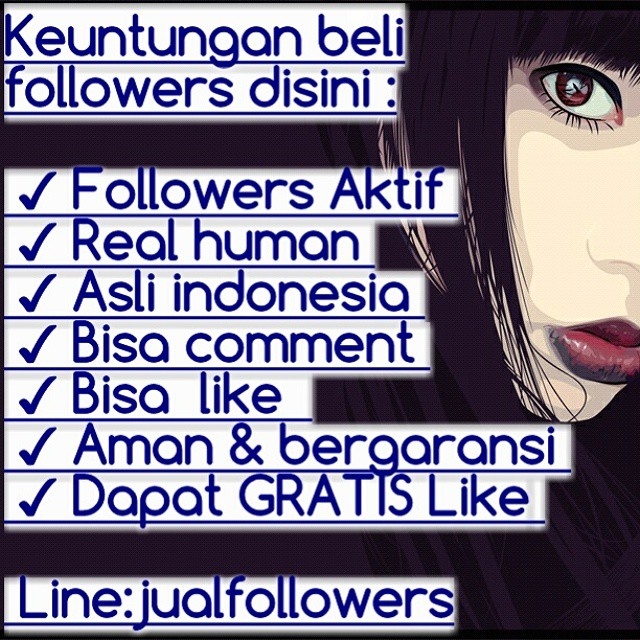 Keuntungan beli
followers disini :
✓ Followers Aktif
✓ Real human
✓ Asli indonesia
✓ Bisa comment
✓ Bisa like
✓ Aman & bergaransi
✓ Dapat GRATIS Like
Line:jualfollowers